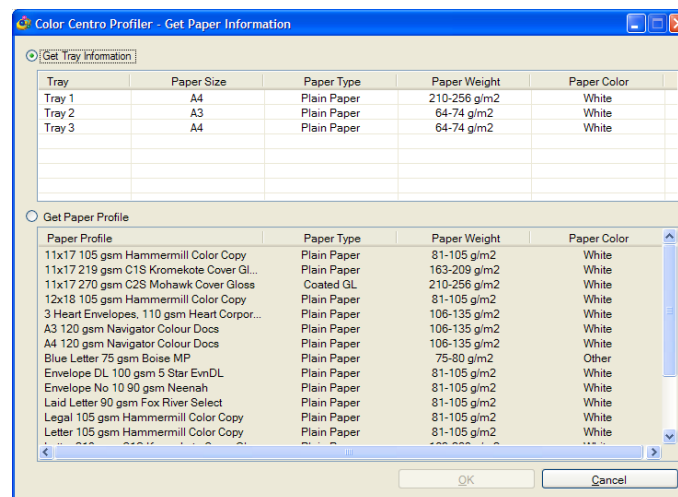 Color Centro Profiler - Get Paper Information
Get Tray Information
Tray Paper Size Paper Type Paper Weight Paper Color
Tray 1 A4 Plain Paper 210-256 g/m2 White
Tray 2 A3 Plain Paper 64-74 g/m2 White
Tray 3 A4 Plain Paper 64-74 g/m2 White
Get Paper Profile
Paper Profile Paper Type Paper Weight Paper Color
11x17 105 gsm Hammermill Color Copy Plain Paper 81-105 g/m2 White
11x17 219 gsm C1S Kromekote Cover Gl... Plain Paper 163-209 g/m2 White
11x17 270 gsm C2S Mohawk Cover Gloss Coated GL 210-256 g/m2 White
12x18 105 gsm Hammermill Color Copy Plain Paper 81-105 g/m2 White
3 Heart Envelopes, 110 gsm Heart Corpor... Plain Paper 106-135 g/m2 White
A3 120 gsm Navigator Colour Docs Plain Paper 106-135 g/m2 White
A4 120 gsm Navigator Colour Docs Plain Paper 106-135 g/m2 White
Blue Letter 75 gsm Boise MP Plain Paper 75-80 g/m2 Other
Envelope DL 100 gsm 5 Star EvnDL Plain Paper 81-105 g/m2 White
Envelope No 10 90 gsm Neenah Plain Paper 81-105 g/m2 White
Laid Letter 90 gsm Fox River Select Plain Paper 81-105 g/m2 White
Legal 105 gsm Hammermill Color Copy Plain Paper 81-105 g/m2 White
Letter 105 gsm Hammermill Color Copy Plain Paper 81-105 g/m2 White
OK Cancel